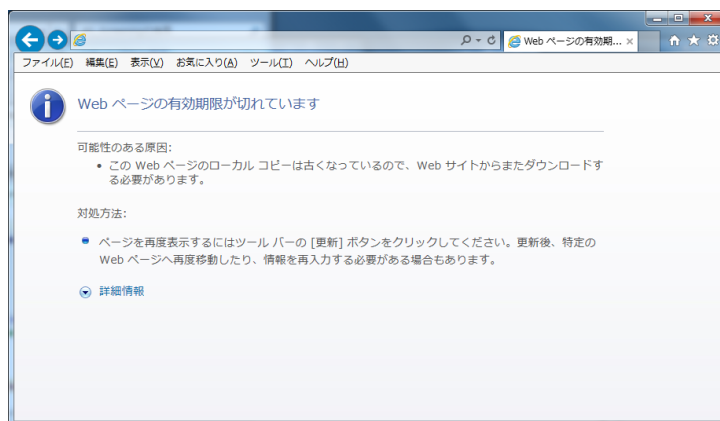 Web ページの有効期... ×
ファイル(F) 編集(E) 表示(V) お気に入り(A) ツール(T) ヘルプ(H)
Web ページの有効期限が切れています
可能性のある原因:
• この Web ページのローカル コピーは古くなっているので、Web サイトからまたダウンロードす
る必要があります。
対処方法:
ページを再度表示するにはツール バーの [更新] ボタンをクリックしてください。更新後、特定の
Web ページへ再度移動したり、情報を再入力する必要がある場合もあります。
詳細情報